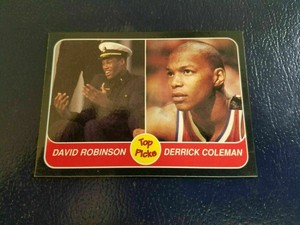 DAVID ROBINSON
Top
Picks
DERRICK COLEMAN